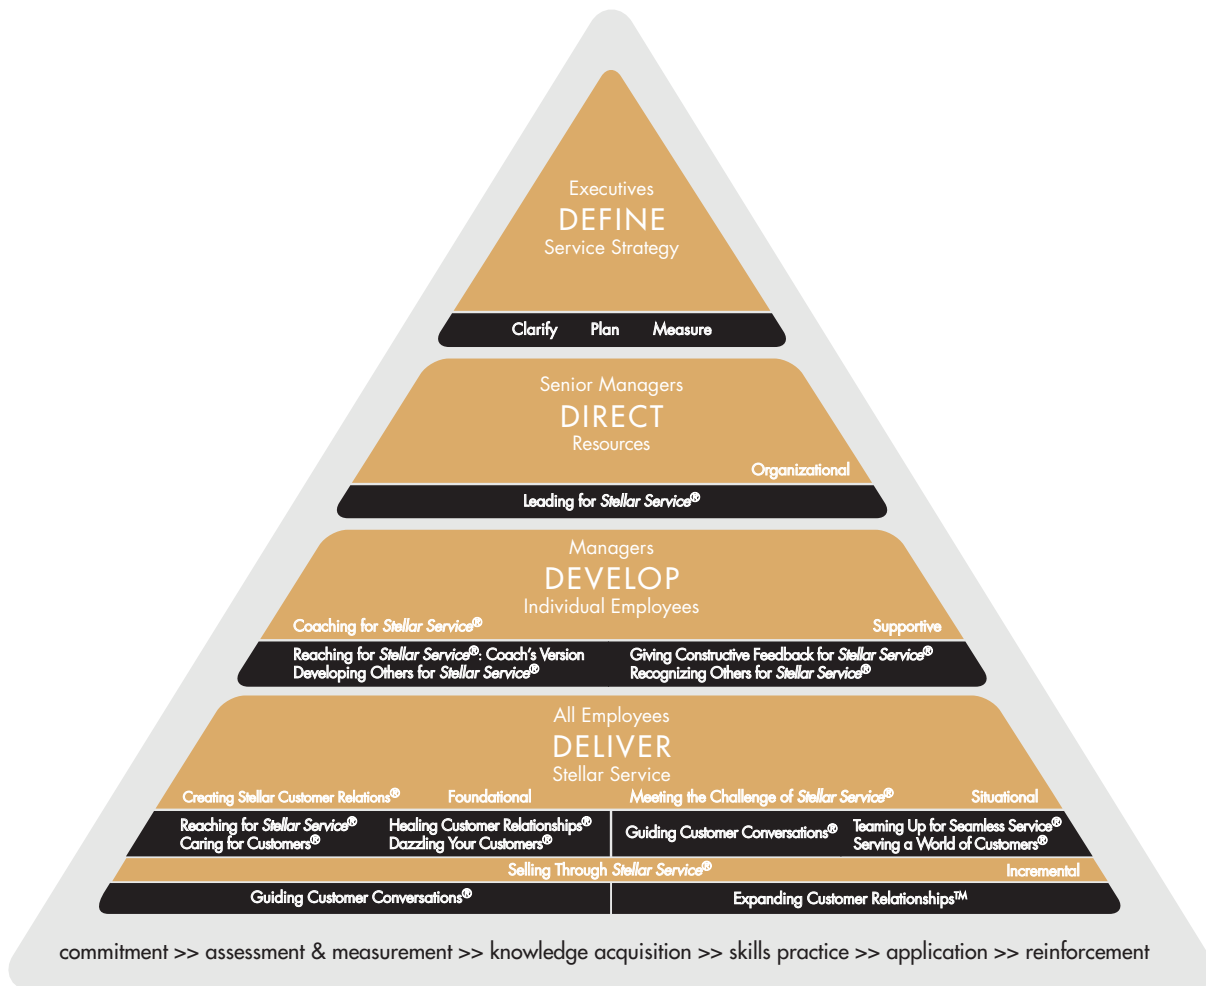 Executives
DEFINE
Service Strategy
Clarify Plan Measure
Senior Managers
DIRECT
Resources
Organizational
Leading for Stellar Service®
Managers
DEVELOP
Individual Employees
Coaching for Stellar Service® Supportive
Reaching for Stellar Service®: Coach's Version
Developing Others for Stellar Service®
Giving Constructive Feedback for Stellar Service®
Recognizing Others for Stellar Service®
All Employees
DELIVER
Stellar Service
Creating Stellar Customer Relations® Foundational Meeting the Challenge of Stellar Service® Situational
Reaching for Stellar Service®
Caring for Customers®
Healing Customer Relationships®
Dazzling Your Customers®
Guiding Customer Conversations®
Teaming Up for Seamless Service®
Serving a World of Customers®
Selling Through Stellar Service® Incremental
Guiding Customer Conversations® Expanding Customer Relationships™
commitment >> assessment & measurement >> knowledge acquisition >> skills practice >> application >> reinforcement